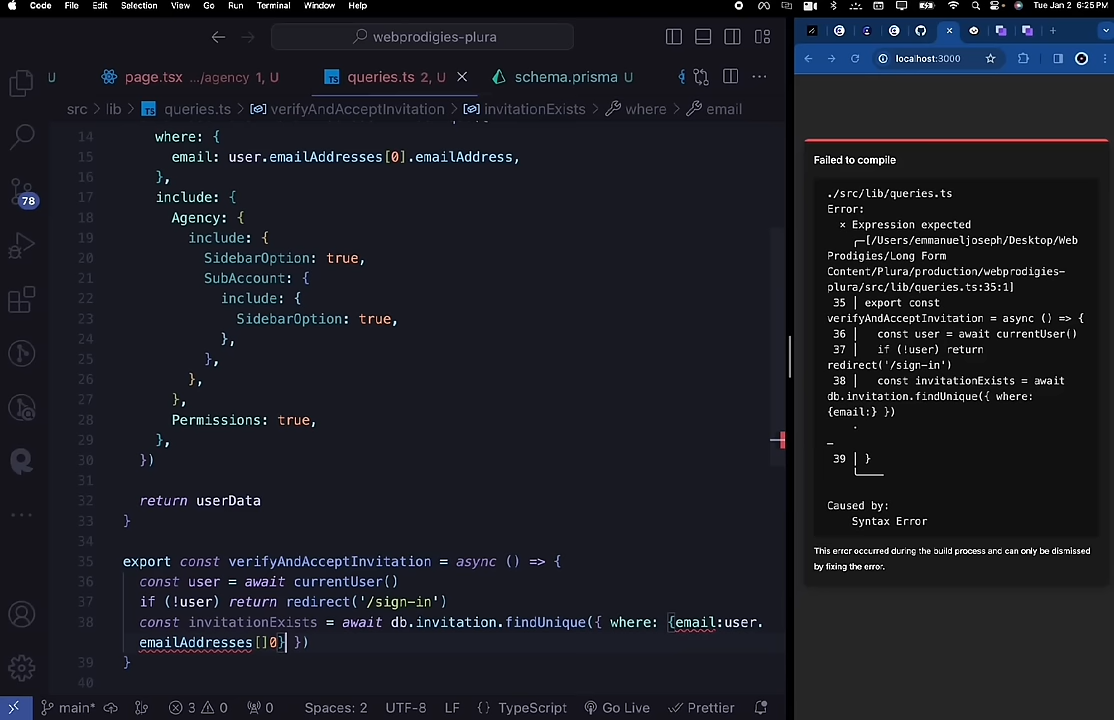 Code File Edit Selection View Go Run Terminal Window Help
Tue Jan 2 6:25 PM
webprodigies-plura
U page.tsx .../agency 1, U
TS queries.ts 2, U
schema.prisma U
src > lib > TS queries.ts > verifyAndAcceptInvitation > invitationExists > where > email
14 where: {
15 email: user.emailAddresses[0].emailAddress,
16 },
17 include: {
18 Agency: {
19 include: {
20 SidebarOption: true,
21 SubAccount: {
22 include: {
23 SidebarOption: true,
24 },
25 },
26 },
27 },
28 Permissions: true,
29 },
30 })
31
32 return userData
33 }
34
35 export const verifyAndAcceptInvitation = async () => {
36 const user = await currentUser()
37 if (!user) return redirect('/sign-in')
38 const invitationExists = await db.invitation.findUnique({ where: {email:user.
emailAddresses[]0} })
39 }
40
78
main* 3 0 0 Spaces: 2 UTF-8 LF {} TypeScript Go Live Prettier
localhost:3000
Failed to compile
./src/lib/queries.ts
Error:
× Expression expected
╭─[/Users/emmanueljoseph/Desktop/Web
Prodigies/Long Form
Content/Plura/production/webprodigies-
plura/src/lib/queries.ts:35:1]
35 │ export const
verifyAndAcceptInvitation = async () => {
36 │ const user = await currentUser()
37 │ if (!user) return
redirect('/sign-in')
38 │ const invitationExists = await
db.invitation.findUnique({ where:
{email:} })
·
─
39 │ }
╰────
Caused by:
Syntax Error
This error occurred during the build process and can only be dismissed
by fixing the error.